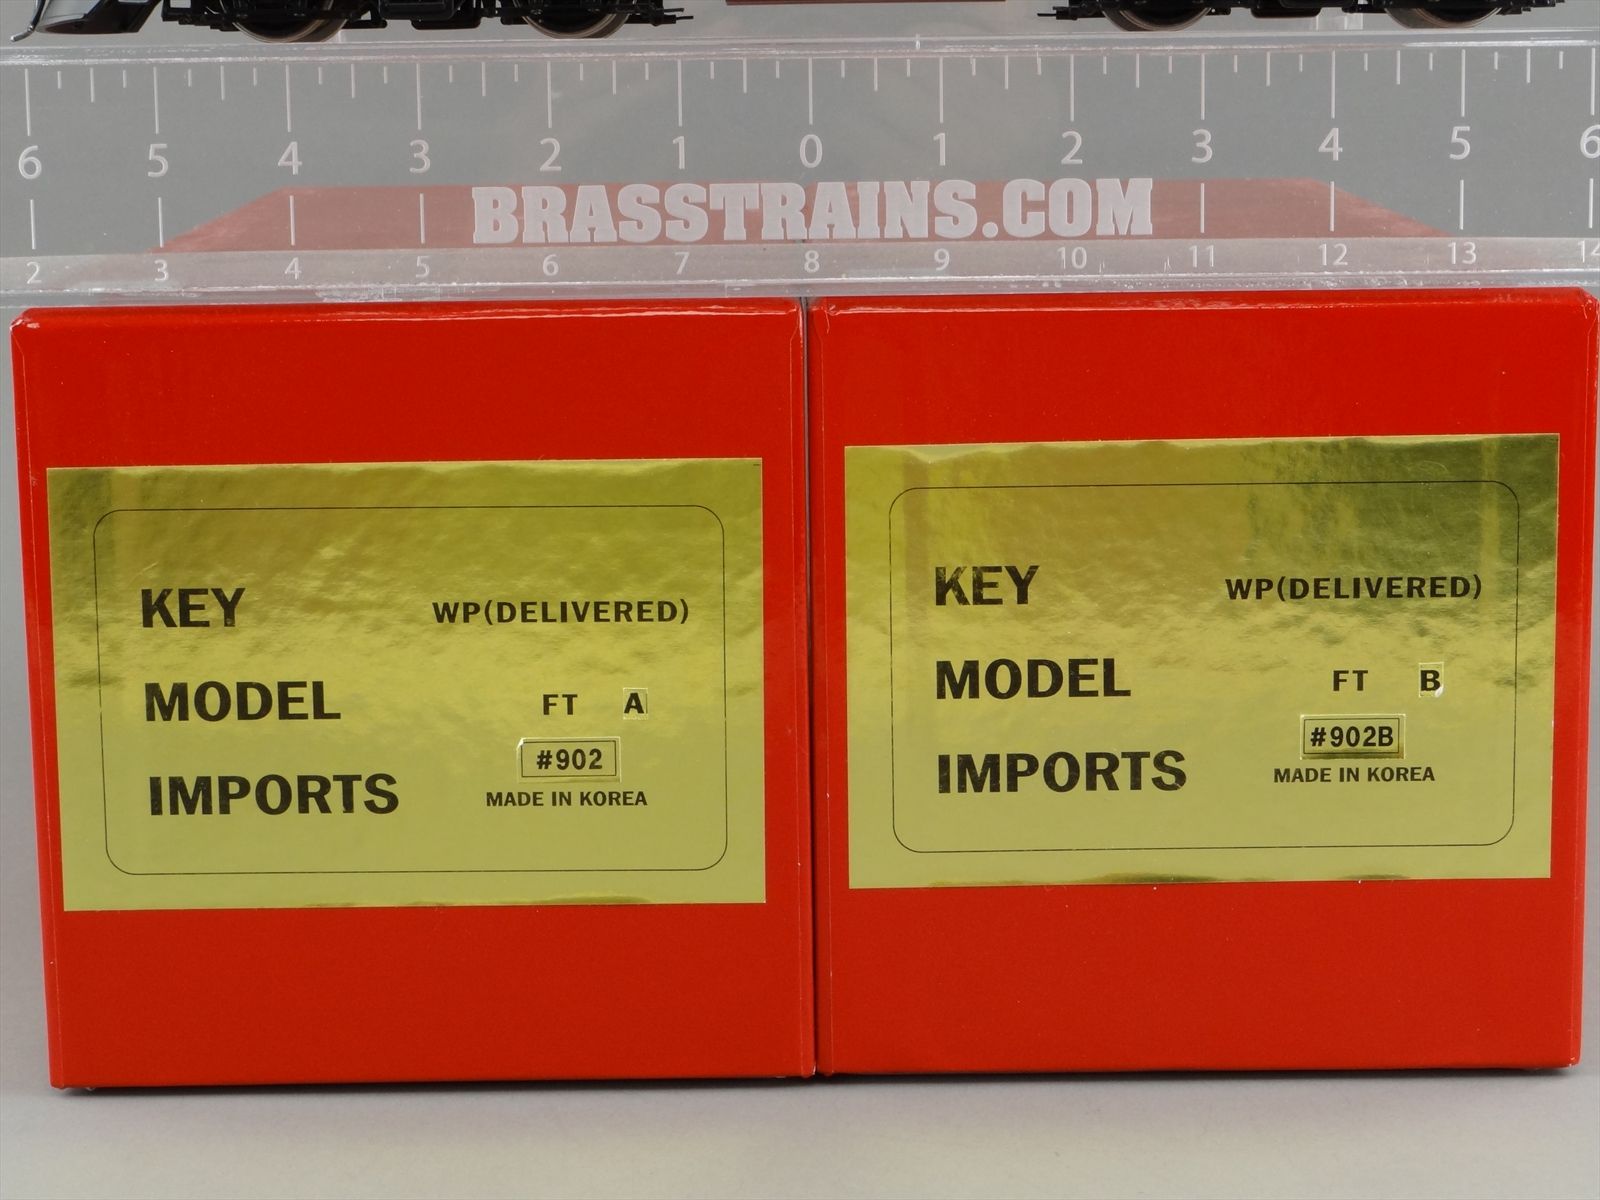 6 5 4 3 2 1 0 1 2 3 4 5 6
BRASSTRAINS.COM
2 3 4 5 6 7 8 9 10 11 12 13 14
KEY WP(DELIVERED)
MODEL FT A
#902
IMPORTS MADE IN KOREA
KEY WP(DELIVERED)
MODEL FT B
#902B
IMPORTS MADE IN KOREA